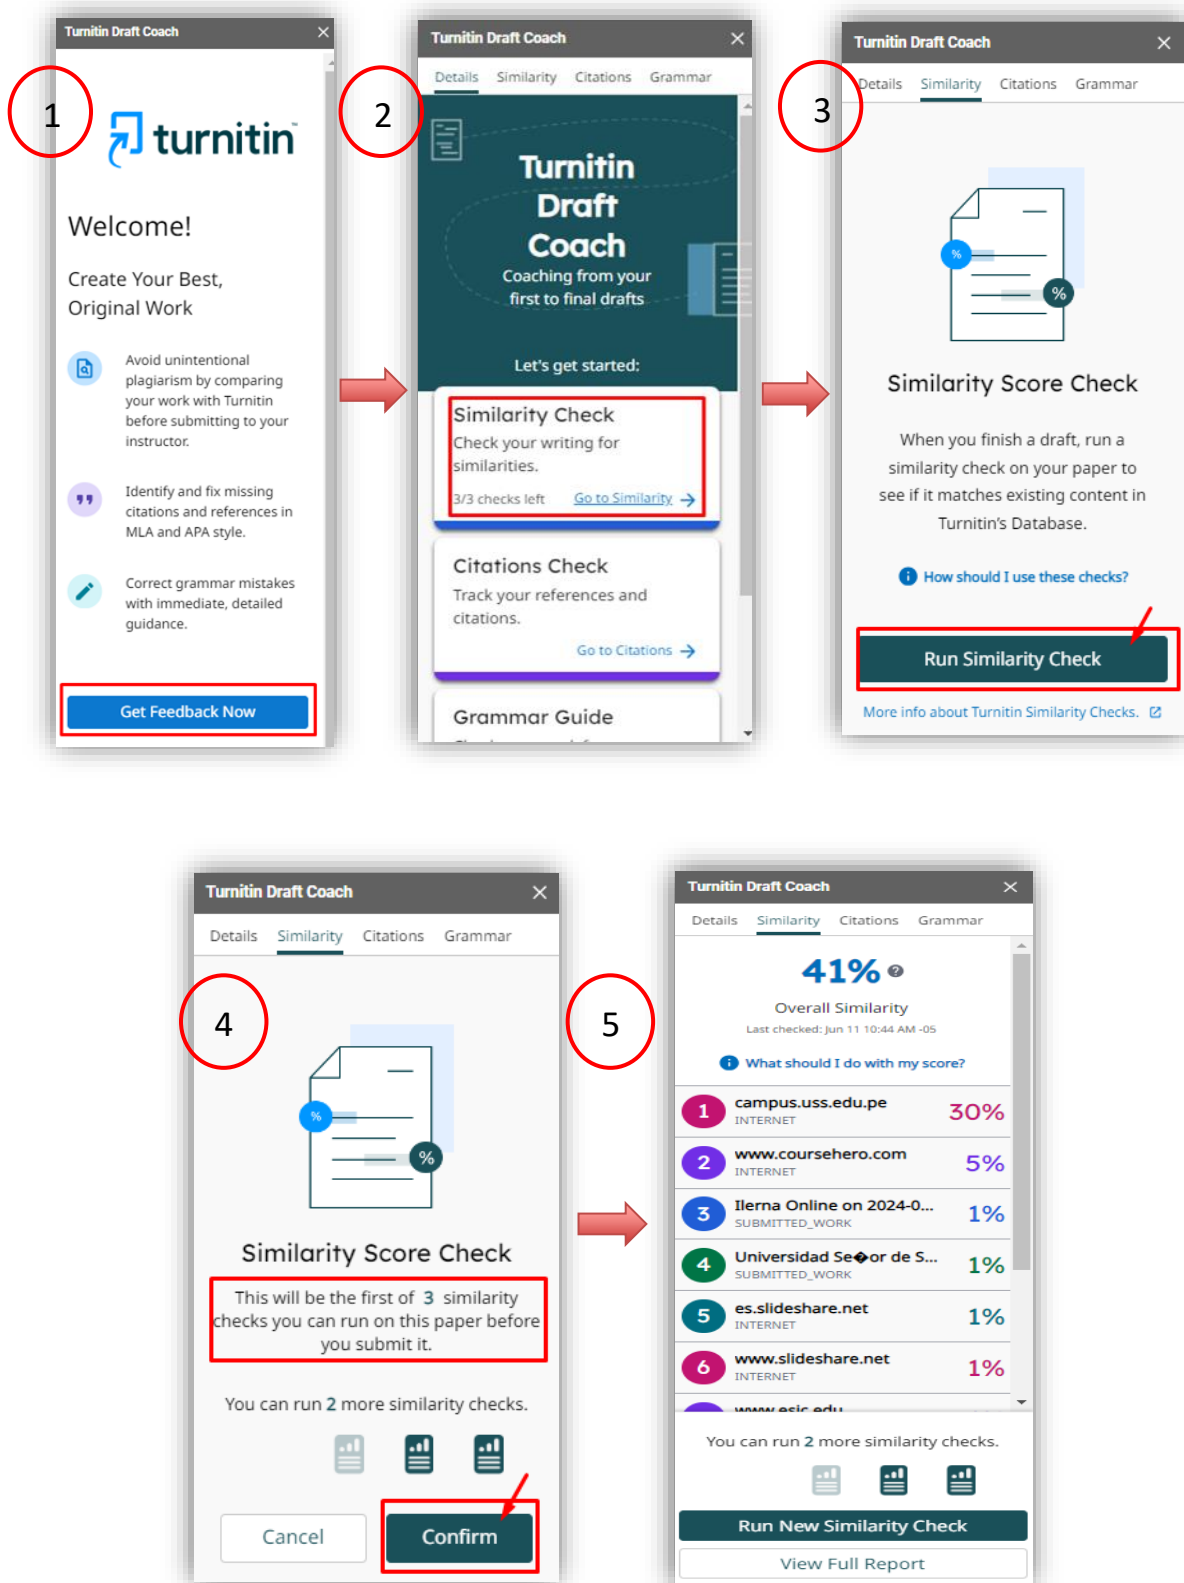 Turnitin Draft Coach
1
turnitin
Welcome!
Create Your Best,
Original Work
Avoid unintentional
plagiarism by comparing
your work with Turnitin
before submitting to your
instructor.
Identify and fix missing
citations and references in
MLA and APA style.
Correct grammar mistakes
with immediate, detailed
guidance.
Get Feedback Now
Turnitin Draft Coach
Details Similarity Citations Grammar
2
Turnitin
Draft
Coach
Coaching from your
first to final drafts
Let's get started:
Similarity Check
Check your writing for
similarities.
3/3 checks left Go to Similarity
Citations Check
Track your references and
citations.
Go to Citations
Grammar Guide
Turnitin Draft Coach
Details Similarity Citations Grammar
3
%
%
Similarity Score Check
When you finish a draft, run a
similarity check on your paper to
see if it matches existing content in
Turnitin's Database.
How should I use these checks?
Run Similarity Check
More info about Turnitin Similarity Checks.
Turnitin Draft Coach
Details Similarity Citations Grammar
4
%
%
Similarity Score Check
This will be the first of 3 similarity
checks you can run on this paper before
you submit it.
You can run 2 more similarity checks.
Cancel Confirm
Turnitin Draft Coach
Details Similarity Citations Grammar
5
41%
Overall Similarity
Last checked: Jun 11 10:44 AM -05
What should I do with my score?
1 campus.uss.edu.pe 30%
INTERNET
2 www.coursehero.com 5%
INTERNET
3 Ilerna Online on 2024-0... 1%
SUBMITTED_WORK
4 Universidad Se�or de S... 1%
SUBMITTED_WORK
5 es.slideshare.net 1%
INTERNET
6 www.slideshare.net 1%
INTERNET
www.esic.edu
You can run 2 more similarity checks.
Run New Similarity Check
View Full Report